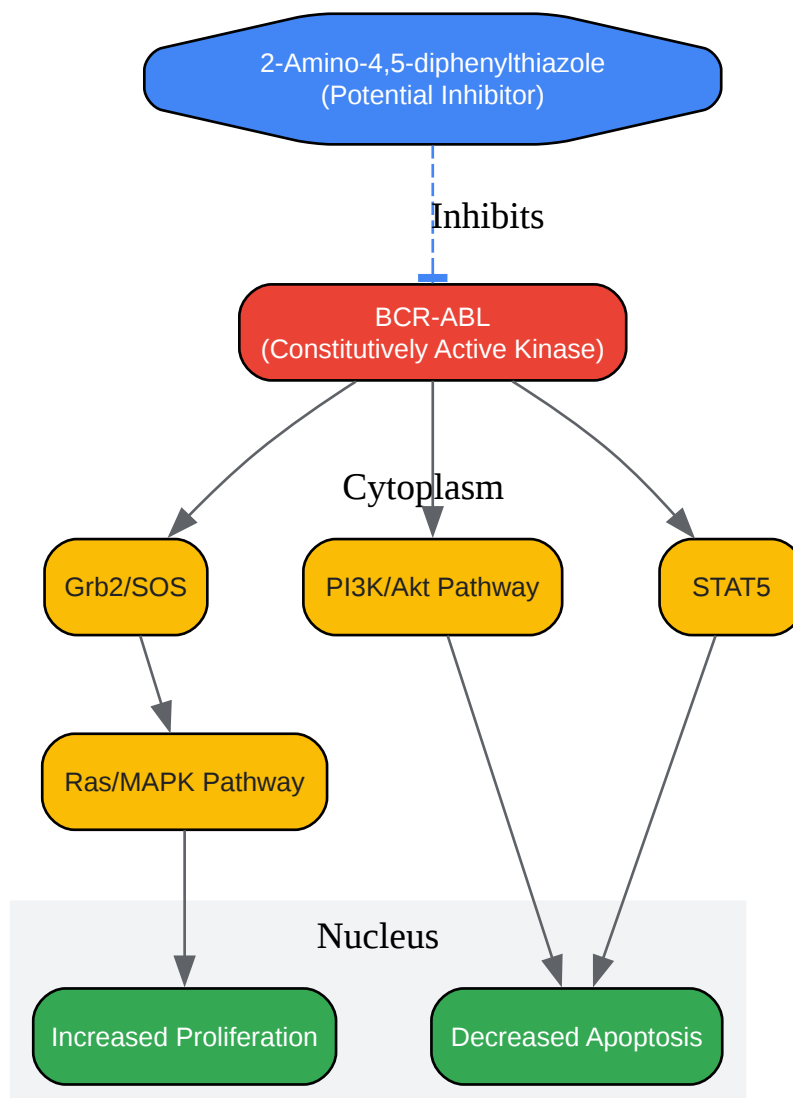 2-Amino-4,5-diphenylthiazole
(Potential Inhibitor)
Inhibits
BCR-ABL
(Constitutively Active Kinase)
Cytoplasm
Grb2/SOS
PI3K/Akt Pathway
STAT5
Ras/MAPK Pathway
Nucleus
Increased Proliferation
Decreased Apoptosis